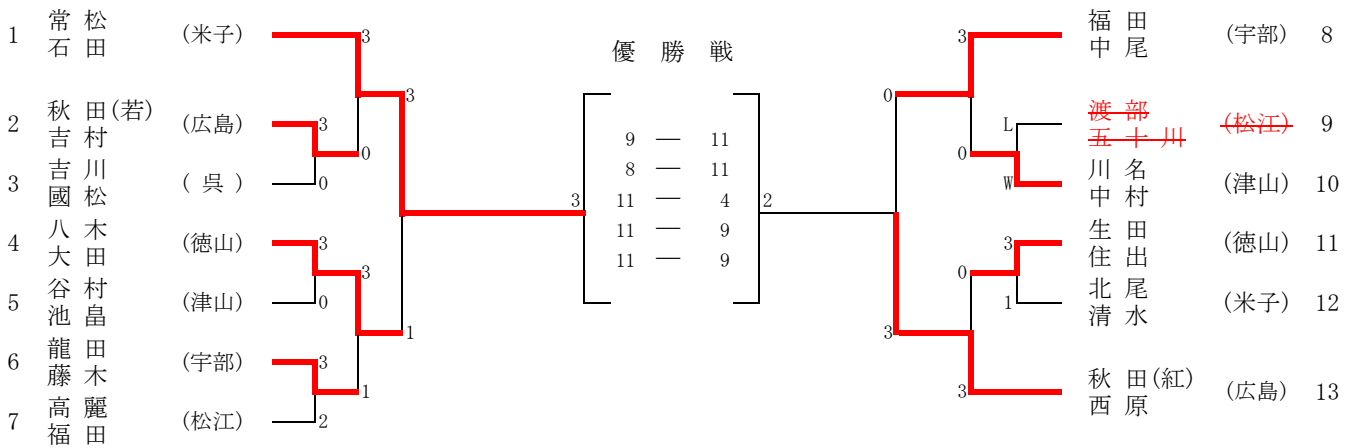 1 常松 石田 (米子) 3
2 秋田(若) 吉村 (広島) 3
0
3 吉川 國松 (呉) 0
3
4 八木 大田 (徳山) 3
3
5 谷村 池畠 (津山) 0
1
6 龍田 藤木 (宇部) 3
1
7 高麗 福田 (松江) 2
優勝戦
3 2
9 — 11
8 — 11
11 — 4
11 — 9
11 — 9
3 福田 中尾 (宇部) 8
0
L 渡部 五十川 (松江) 9
0
W 川名 中村 (津山) 10
3 生田 住出 (徳山) 11
0
1 北尾 清水 (米子) 12
3
3 秋田(紅) 西原 (広島) 13